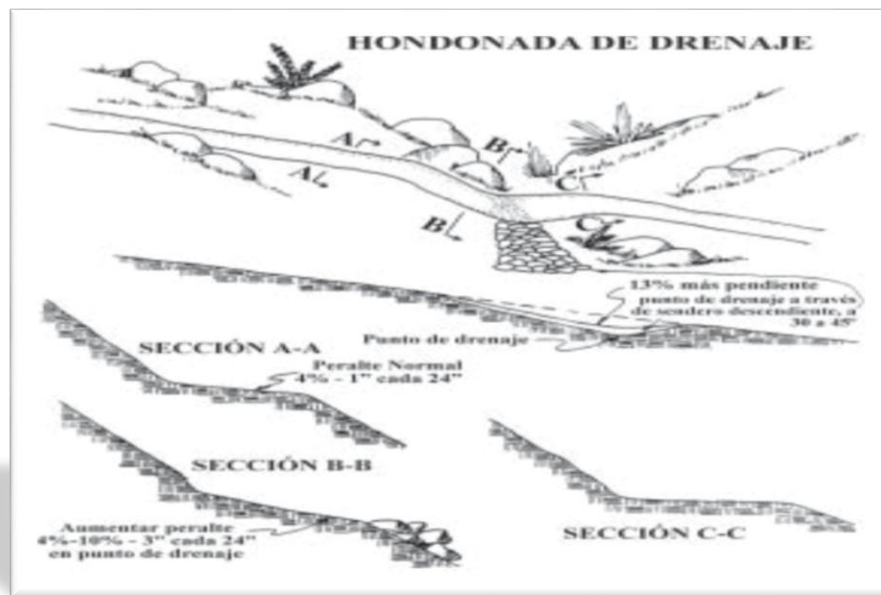 HONDONADA DE DRENAJE
A
B
C
A
B
C
13% más pendiente
punto de drenaje a través
de sendero descendiente, a
30 a 45º
Punto de drenaje
SECCIÓN A-A
Peralte Normal
4% - 1" cada 24"
SECCIÓN B-B
Aumentar peralte
4%-10% - 3" cada 24"
en punto de drenaje
SECCIÓN C-C